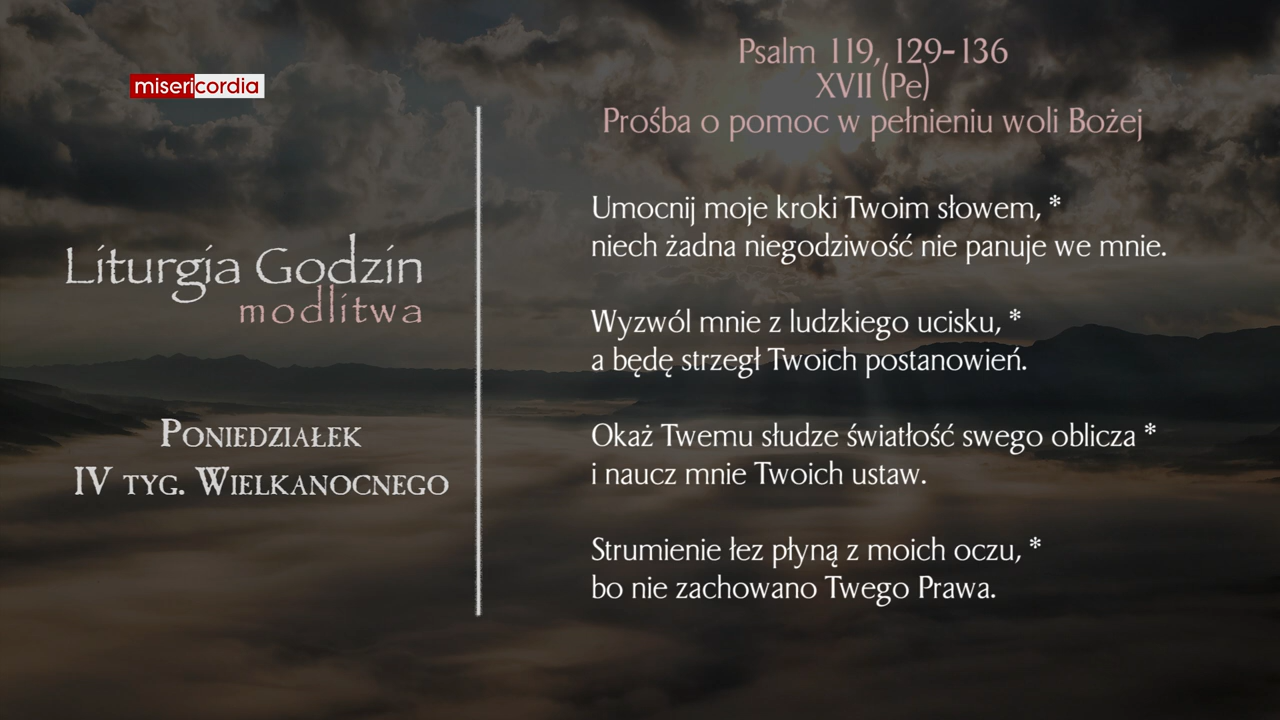 misericordia
Liturgia Godzin
modlitwa
Poniedziałek
IV tyg. Wielkanocnego
Psalm 119, 129-136
XVII (Pe)
Prośba o pomoc w pełnieniu woli Bożej
Umocnij moje kroki Twoim słowem, *
niech żadna niegodziwość nie panuje we mnie.
Wyzwól mnie z ludzkiego ucisku, *
a będę strzegł Twoich postanowień.
Okaż Twemu słudze światłość swego oblicza *
i naucz mnie Twoich ustaw.
Strumienie łez płyną z moich oczu, *
bo nie zachowano Twego Prawa.